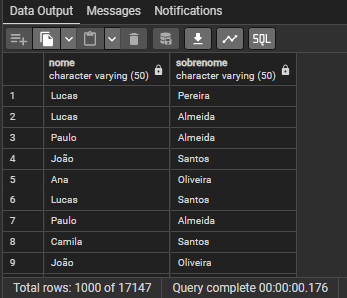 Data Output Messages Notifications
SQL
nome sobrenome
character varying (50) character varying (50)
1 Lucas Pereira
2 Lucas Almeida
3 Paulo Almeida
4 João Santos
5 Ana Oliveira
6 Lucas Santos
7 Paulo Almeida
8 Camila Santos
9 João Oliveira
Total rows: 1000 of 17147 Query complete 00:00:00.176